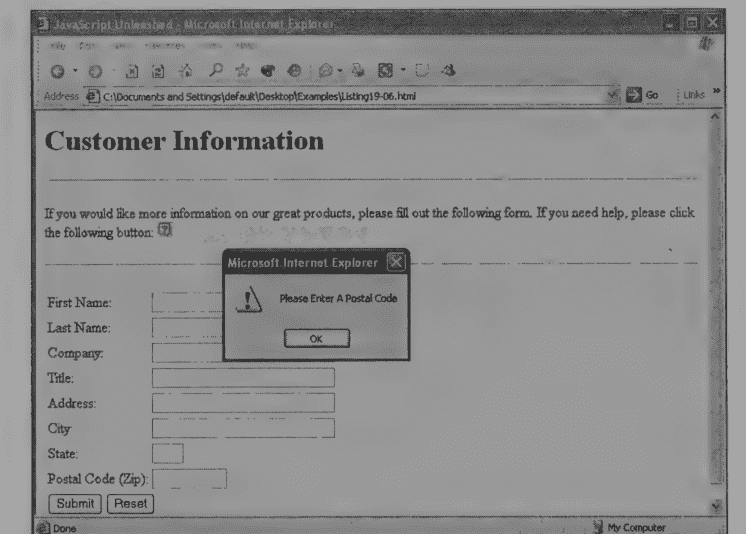 JavaScript Unleashed - Microsoft Internet Explorer
Address C:\Documents and Settings\default\Desktop\Examples\Listing19-06.html Go Links »
Customer Information
If you would like more information on our great products, please fill out the following form. If you need help, please click
the following button: ?
Microsoft Internet Explorer
Please Enter A Postal Code
OK
First Name:
Last Name:
Company:
Title:
Address:
City
State:
Postal Code (Zip):
Submit Reset
Done My Computer